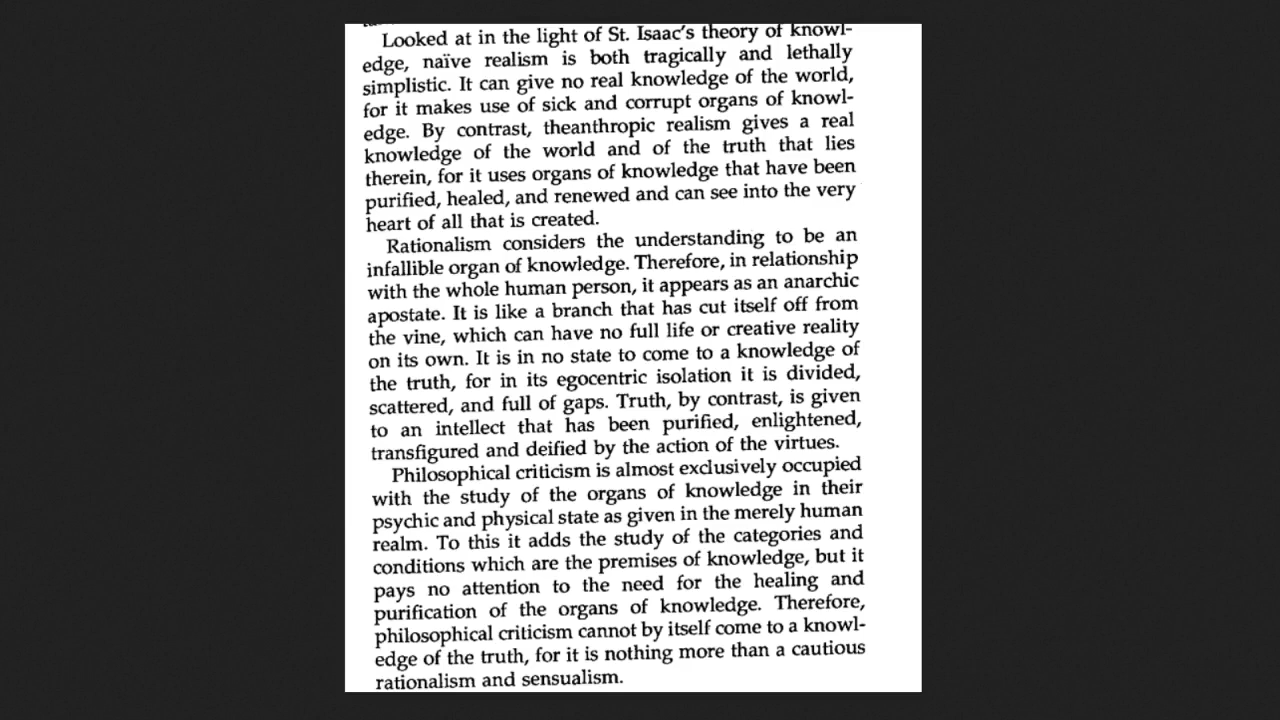 Looked at in the light of St. Isaac's theory of knowl-
edge, naïve realism is both tragically and lethally
simplistic. It can give no real knowledge of the world,
for it makes use of sick and corrupt organs of knowl-
edge. By contrast, theanthropic realism gives a real
knowledge of the world and of the truth that lies
therein, for it uses organs of knowledge that have been
purified, healed, and renewed and can see into the very
heart of all that is created.
Rationalism considers the understanding to be an
infallible organ of knowledge. Therefore, in relationship
with the whole human person, it appears as an anarchic
apostate. It is like a branch that has cut itself off from
the vine, which can have no full life or creative reality
on its own. It is in no state to come to a knowledge of
the truth, for in its egocentric isolation it is divided,
scattered, and full of gaps. Truth, by contrast, is given
to an intellect that has been purified, enlightened,
transfigured and deified by the action of the virtues.
Philosophical criticism is almost exclusively occupied
with the study of the organs of knowledge in their
psychic and physical state as given in the merely human
realm. To this it adds the study of the categories and
conditions which are the premises of knowledge, but it
pays no attention to the need for the healing and
purification of the organs of knowledge. Therefore,
philosophical criticism cannot by itself come to a knowl-
edge of the truth, for it is nothing more than a cautious
rationalism and sensualism.